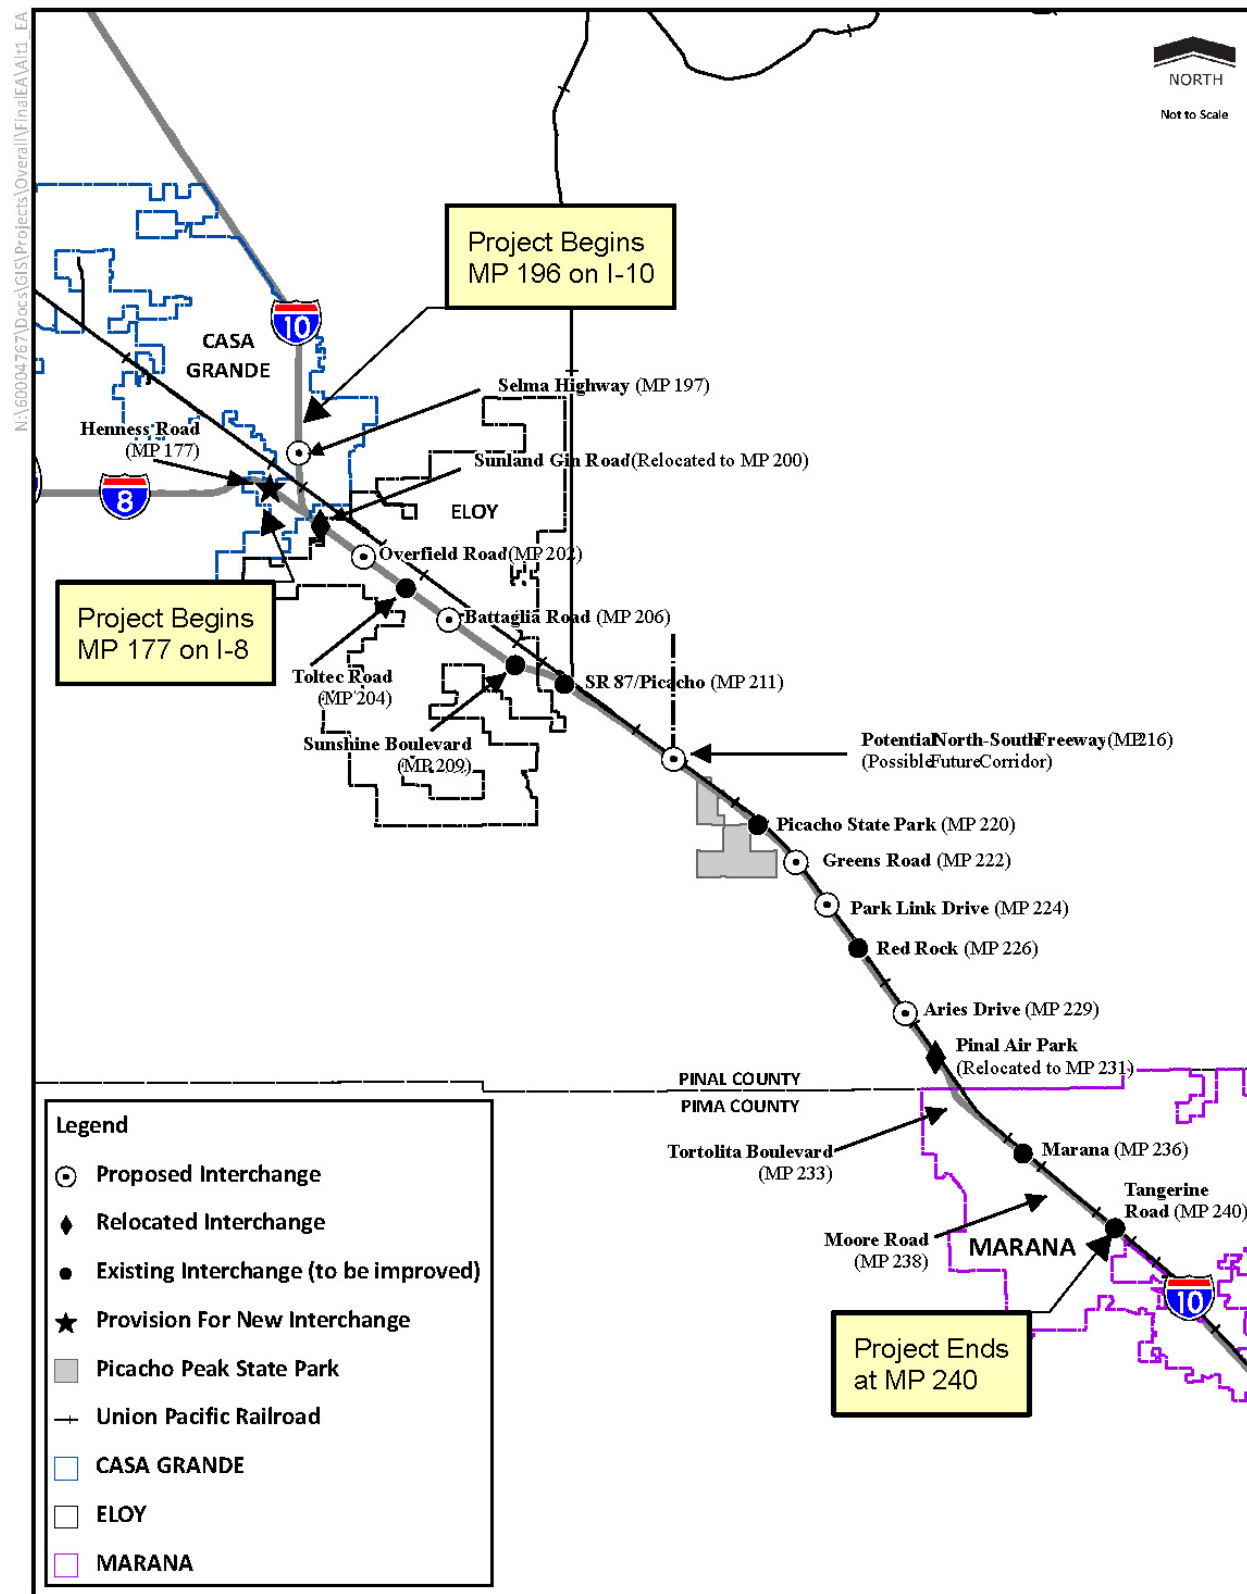 N:\60004767\Docs\GIS\Projects\Overall\FinalEA\Alt1_EA
NORTH
Not to Scale
Project Begins
MP 196 on I-10
10
CASA
GRANDE
Selma Highway (MP 197)
Henness Road
(MP 177)
Sunland Gin Road (Relocated to MP 200)
8
ELOY
Overfield Road (MP 202)
Project Begins
MP 177 on I-8
Battaglia Road (MP 206)
Toltec Road
(MP 204)
SR 87/Picacho (MP 211)
Sunshine Boulevard
(MP 209)
Potential North-South Freeway (MP 216)
(Possible Future Corridor)
Picacho State Park (MP 220)
Greens Road (MP 222)
Park Link Drive (MP 224)
Red Rock (MP 226)
Aries Drive (MP 229)
Pinal Air Park
(Relocated to MP 231)
PINAL COUNTY
PIMA COUNTY
Tortolita Boulevard
(MP 233)
Marana (MP 236)
Tangerine
Road (MP 240)
Moore Road
(MP 238)
MARANA
10
Project Ends
at MP 240
Legend
Proposed Interchange
Relocated Interchange
Existing Interchange (to be improved)
Provision For New Interchange
Picacho Peak State Park
Union Pacific Railroad
CASA GRANDE
ELOY
MARANA